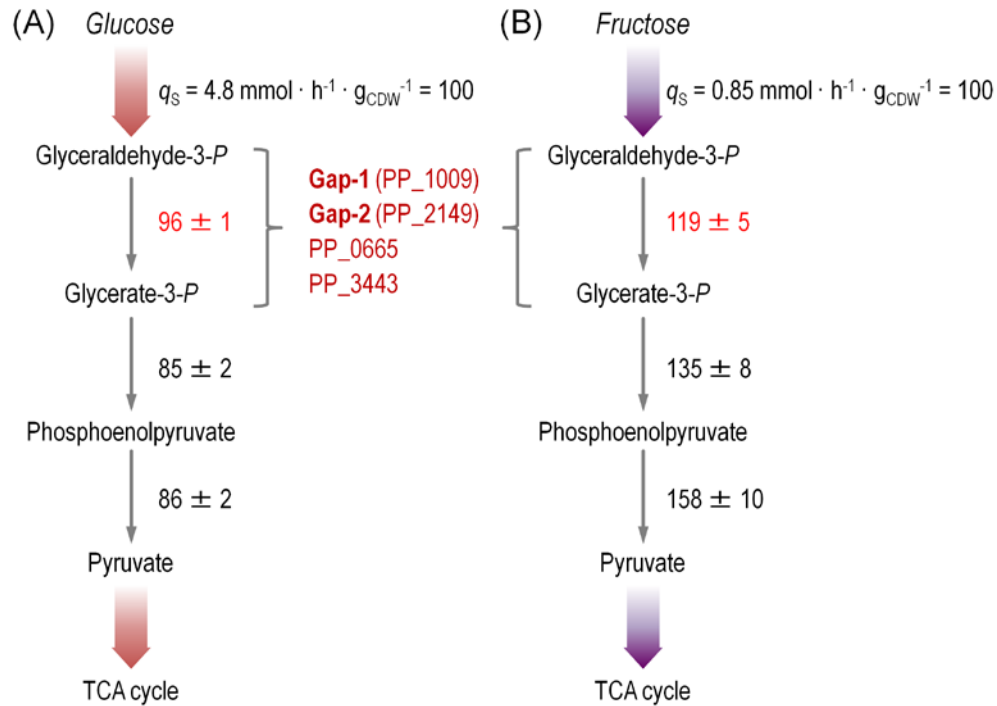 (A) Glucose
qS = 4.8 mmol · h-1 · gCDW-1 = 100
Glyceraldehyde-3-P
96 ± 1
Glycerate-3-P
85 ± 2
Phosphoenolpyruvate
86 ± 2
Pyruvate
TCA cycle
Gap-1 (PP_1009)
Gap-2 (PP_2149)
PP_0665
PP_3443
(B) Fructose
qS = 0.85 mmol · h-1 · gCDW-1 = 100
Glyceraldehyde-3-P
119 ± 5
Glycerate-3-P
135 ± 8
Phosphoenolpyruvate
158 ± 10
Pyruvate
TCA cycle